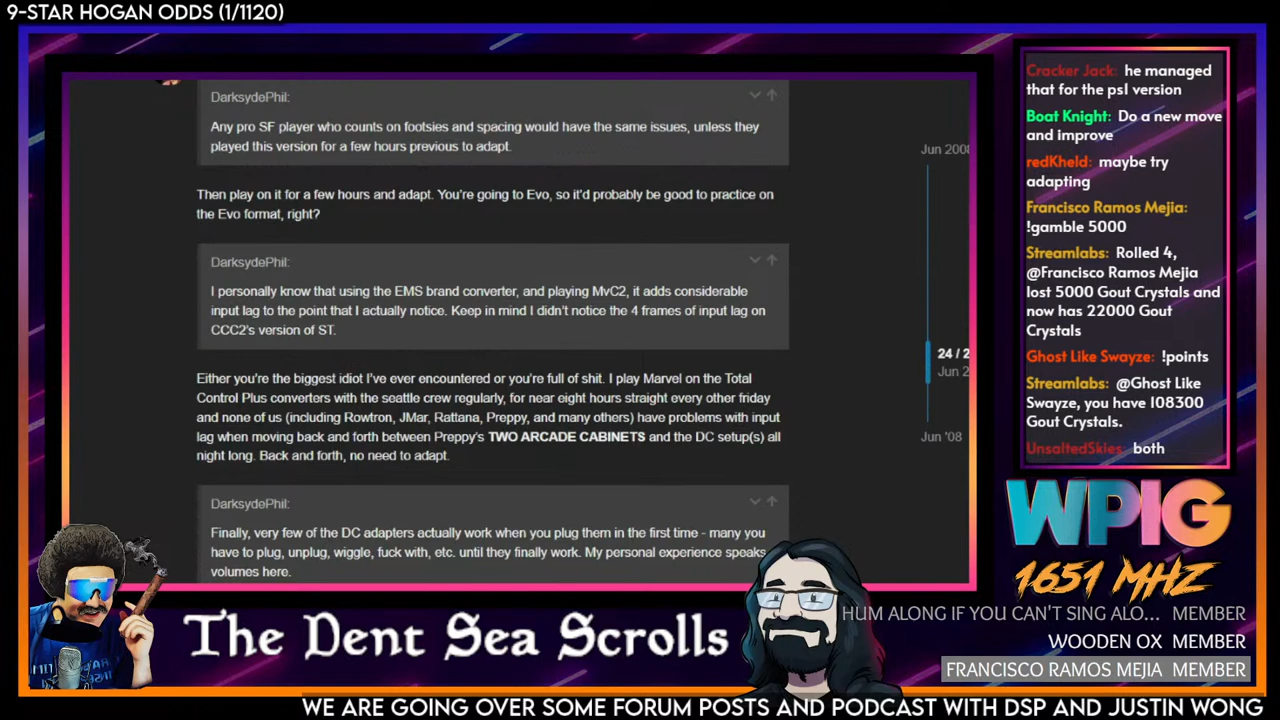 9-STAR HOGAN ODDS (1/1120)
DarksydePhil:
Any pro SF player who counts on footsies and spacing would have the same issues, unless they
played this version for a few hours previous to adapt.
Then play on it for a few hours and adapt. You're going to Evo, so it'd probably be good to practice on
the Evo format, right?
DarksydePhil:
I personally know that using the EMS brand converter, and playing MvC2, it adds considerable
input lag to the point that I actually notice. Keep in mind I didn't notice the 4 frames of input lag on
CCC2's version of ST.
Either you're the biggest idiot I've ever encountered or you're full of shit. I play Marvel on the Total
Control Plus converters with the seattle crew regularly, for near eight hours straight every other friday
and none of us (including Rowtron, JMar, Rattana, Preppy, and many others) have problems with input
lag when moving back and forth between Preppy's TWO ARCADE CABINETS and the DC setup(s) all
night long. Back and forth, no need to adapt.
DarksydePhil:
Finally, very few of the DC adapters actually work when you plug them in the first time - many you
have to plug, unplug, wiggle, fuck with, etc. until they finally work. My personal experience speaks
volumes here.
Jun 2008
24 / 2
Jun 2
Jun '08
Cracker Jack: he managed
that for the ps1 version
Boat Knight: Do a new move
and improve
redKheld: maybe try
adapting
Francisco Ramos Mejia:
!gamble 5000
Streamlabs: Rolled 4,
@Francisco Ramos Mejia
lost 5000 Gout Crystals and
now has 22000 Gout
Crystals
Ghost Like Swayze: !points
Streamlabs: @Ghost Like
Swayze, you have 108300
Gout Crystals.
UnsaltedSkies: both
WPIG
1651 MHZ
HUM ALONG IF YOU CAN'T SING ALO... MEMBER
WOODEN OX MEMBER
FRANCISCO RAMOS MEJIA MEMBER
The Dent Sea Scrolls
WE ARE GOING OVER SOME FORUM POSTS AND PODCAST WITH DSP AND JUSTIN WONG